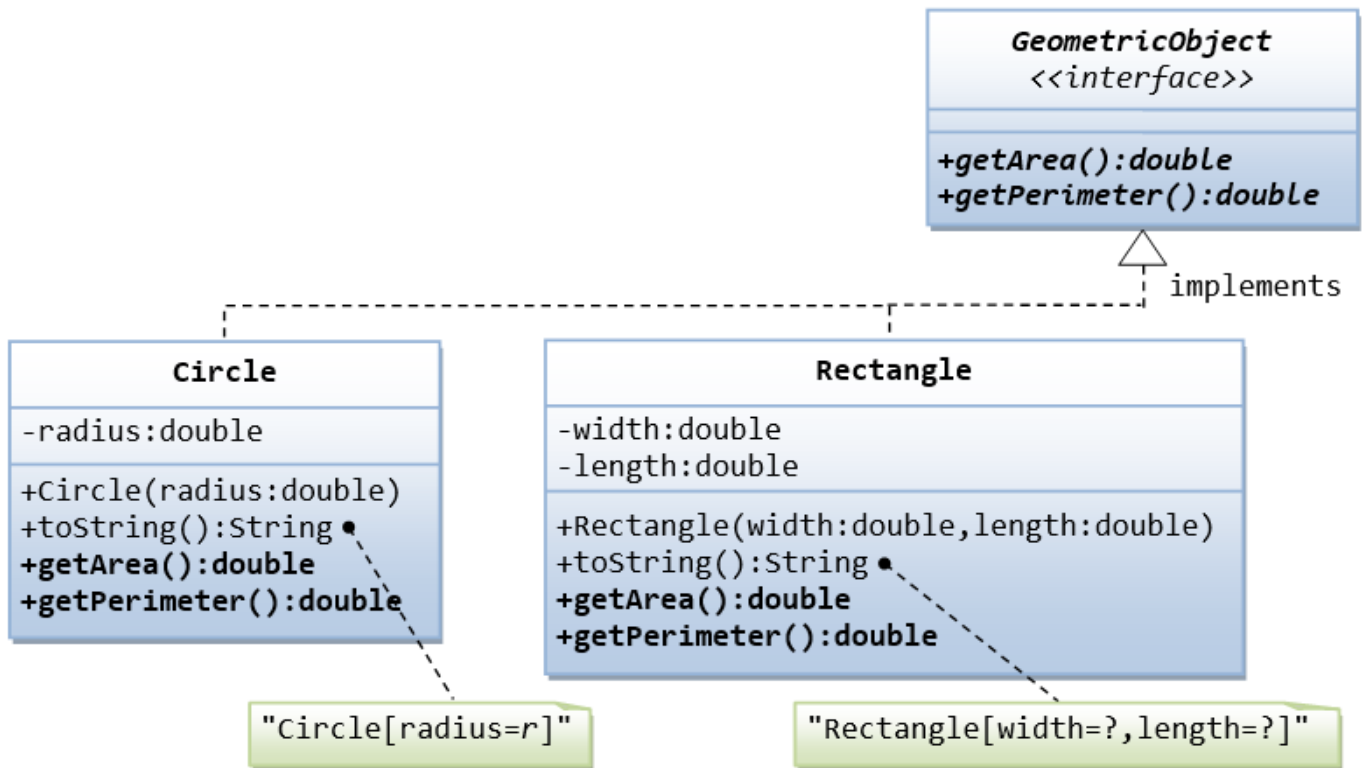 GeometricObject
<<interface>>
+getArea():double
+getPerimeter():double
implements
Circle
-radius:double
+Circle(radius:double)
+toString():String
+getArea():double
+getPerimeter():double
"Circle[radius=r]"
Rectangle
-width:double
-length:double
+Rectangle(width:double,length:double)
+toString():String
+getArea():double
+getPerimeter():double
"Rectangle[width=?,length=?]"